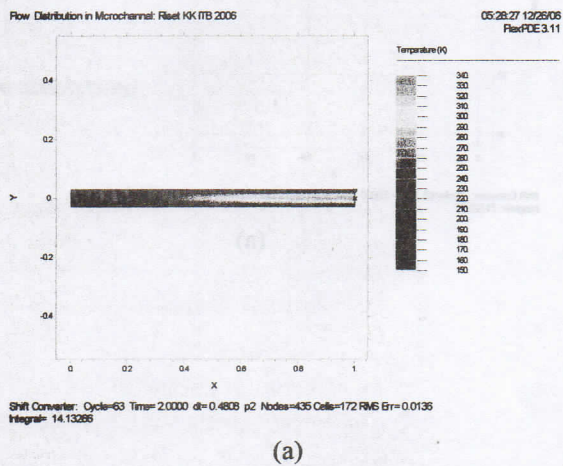 Flow Distribution in Microchannel: Riset KK ITB 2006
05:28:27 12/26/06
FlexPDE 3.11
Temperature (K)
340.
330.
320.
310.
300.
290.
280.
270.
260.
250.
240.
230.
220.
210.
200.
190.
180.
170.
160.
150.
0.4
0.2
0.
-0.2
-0.4
Y
0. 0.2 0.4 0.6 0.8 1.
X
Shift Converter: Cycle=63 Time= 2.0000 dt= 0.4808 p2 Nodes=435 Cells=172 RMS Err= 0.0136
Integral= 14.13266
(a)